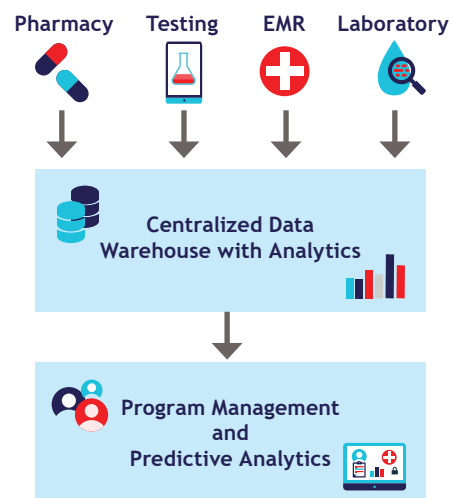 Pharmacy Testing EMR Laboratory
Centralized Data
Warehouse with Analytics
Program Management
and
Predictive Analytics